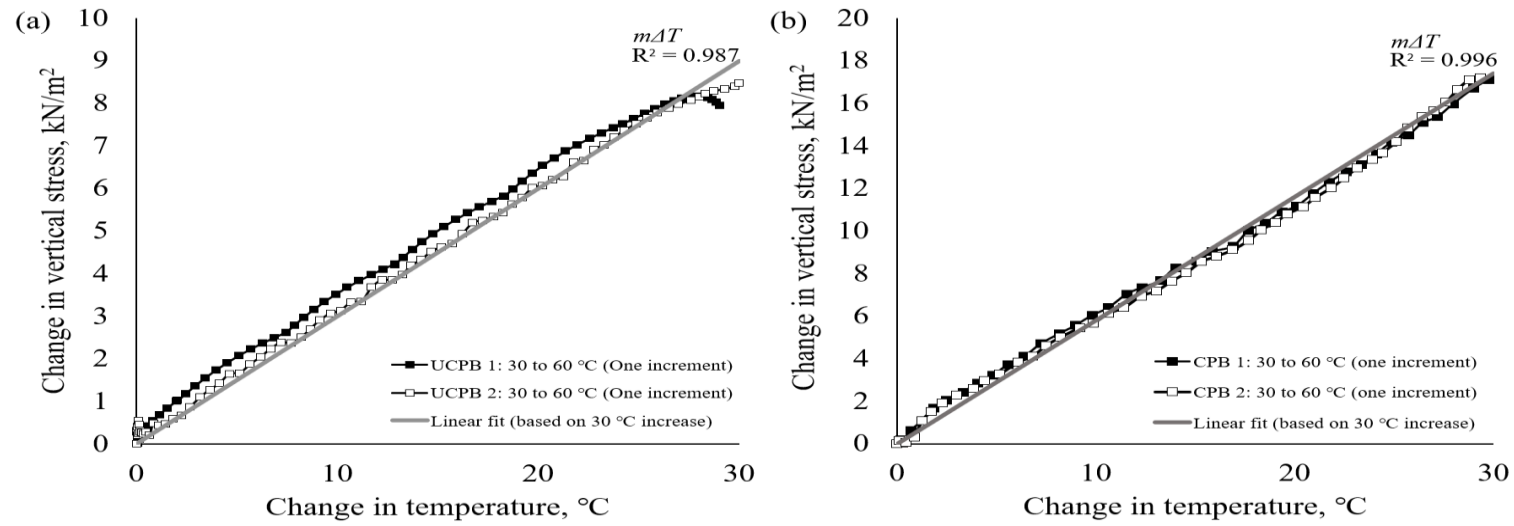 (a)
Change in vertical stress, kN/m²
10
9
8
7
6
5
4
3
2
1
0
mΔT
R² = 0.987
UCPB 1: 30 to 60 °C (One increment)
UCPB 2: 30 to 60 °C (One increment)
Linear fit (based on 30 °C increase)
0 10 20 30
Change in temperature, °C
(b)
Change in vertical stress, kN/m²
20
18
16
14
12
10
8
6
4
2
0
mΔT
R² = 0.996
CPB 1: 30 to 60 °C (one increment)
CPB 2: 30 to 60 °C (one increment)
Linear fit (based on 30 °C increase)
0 10 20 30
Change in temperature, °C